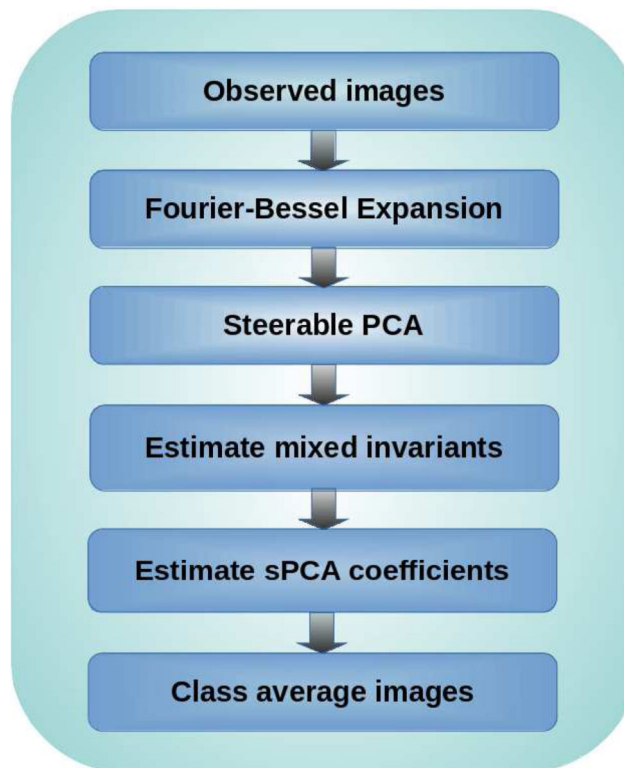 Observed images
Fourier-Bessel Expansion
Steerable PCA
Estimate mixed invariants
Estimate sPCA coefficients
Class average images